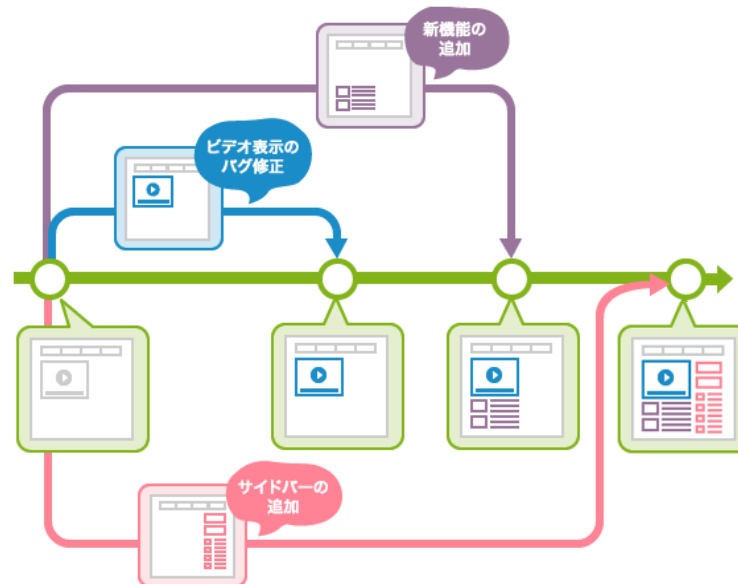 新機能の
追加
ビデオ表示の
バグ修正
サイドバーの
追加